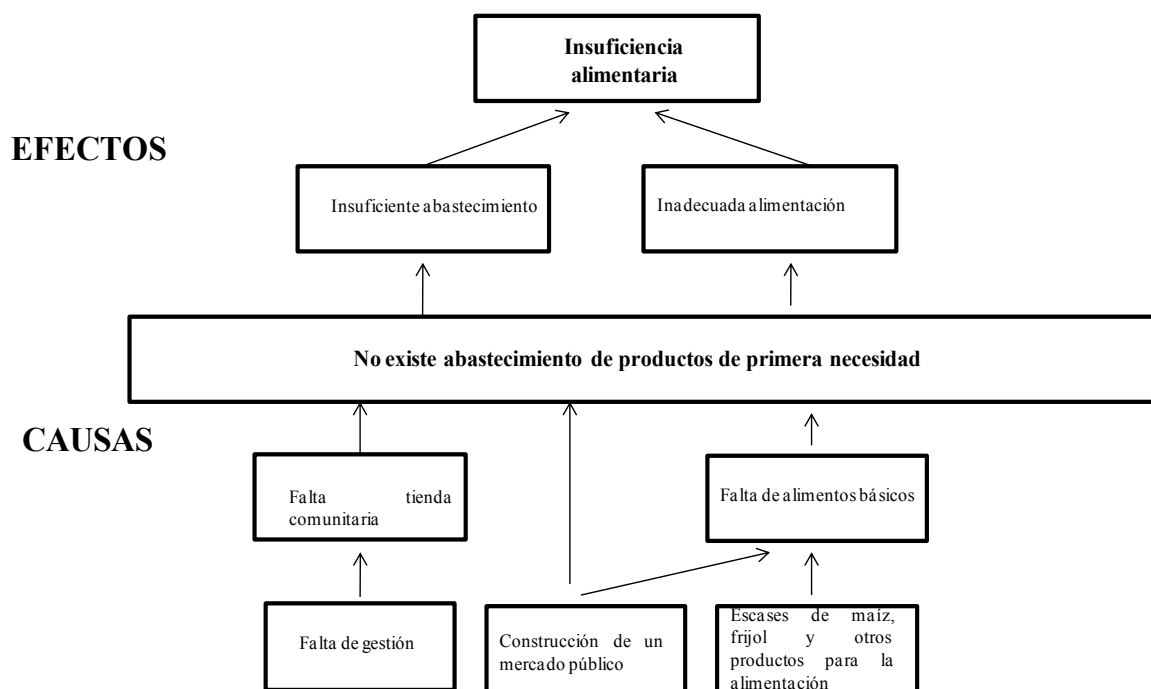 Insuficiencia
alimentaria
EFECTOS
Insuficiente abastecimiento
Inadecuada alimentación
No existe abastecimiento de productos de primera necesidad
CAUSAS
Falta tienda
comunitaria
Falta de alimentos básicos
Falta de gestión
Construcción de un
mercado público
Escases de maíz,
frijol y otros
productos para la
alimentación